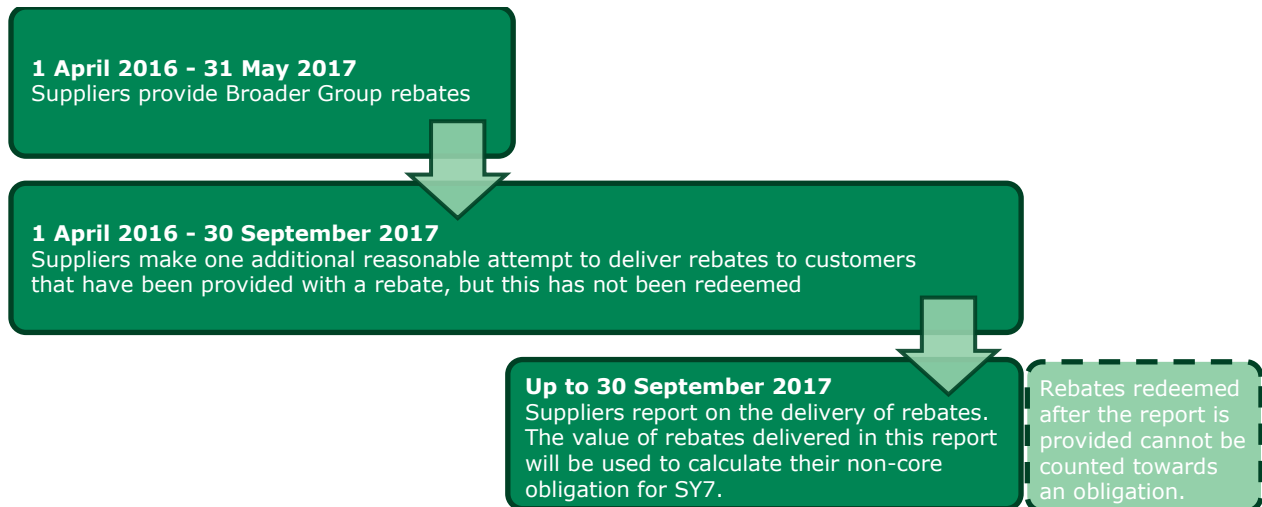 1 April 2016 - 31 May 2017
Suppliers provide Broader Group rebates
1 April 2016 - 30 September 2017
Suppliers make one additional reasonable attempt to deliver rebates to customers
that have been provided with a rebate, but this has not been redeemed
Up to 30 September 2017
Suppliers report on the delivery of rebates.
The value of rebates delivered in this report
will be used to calculate their non-core
obligation for SY7.
Rebates redeemed
after the report is
provided cannot be
counted towards
an obligation.